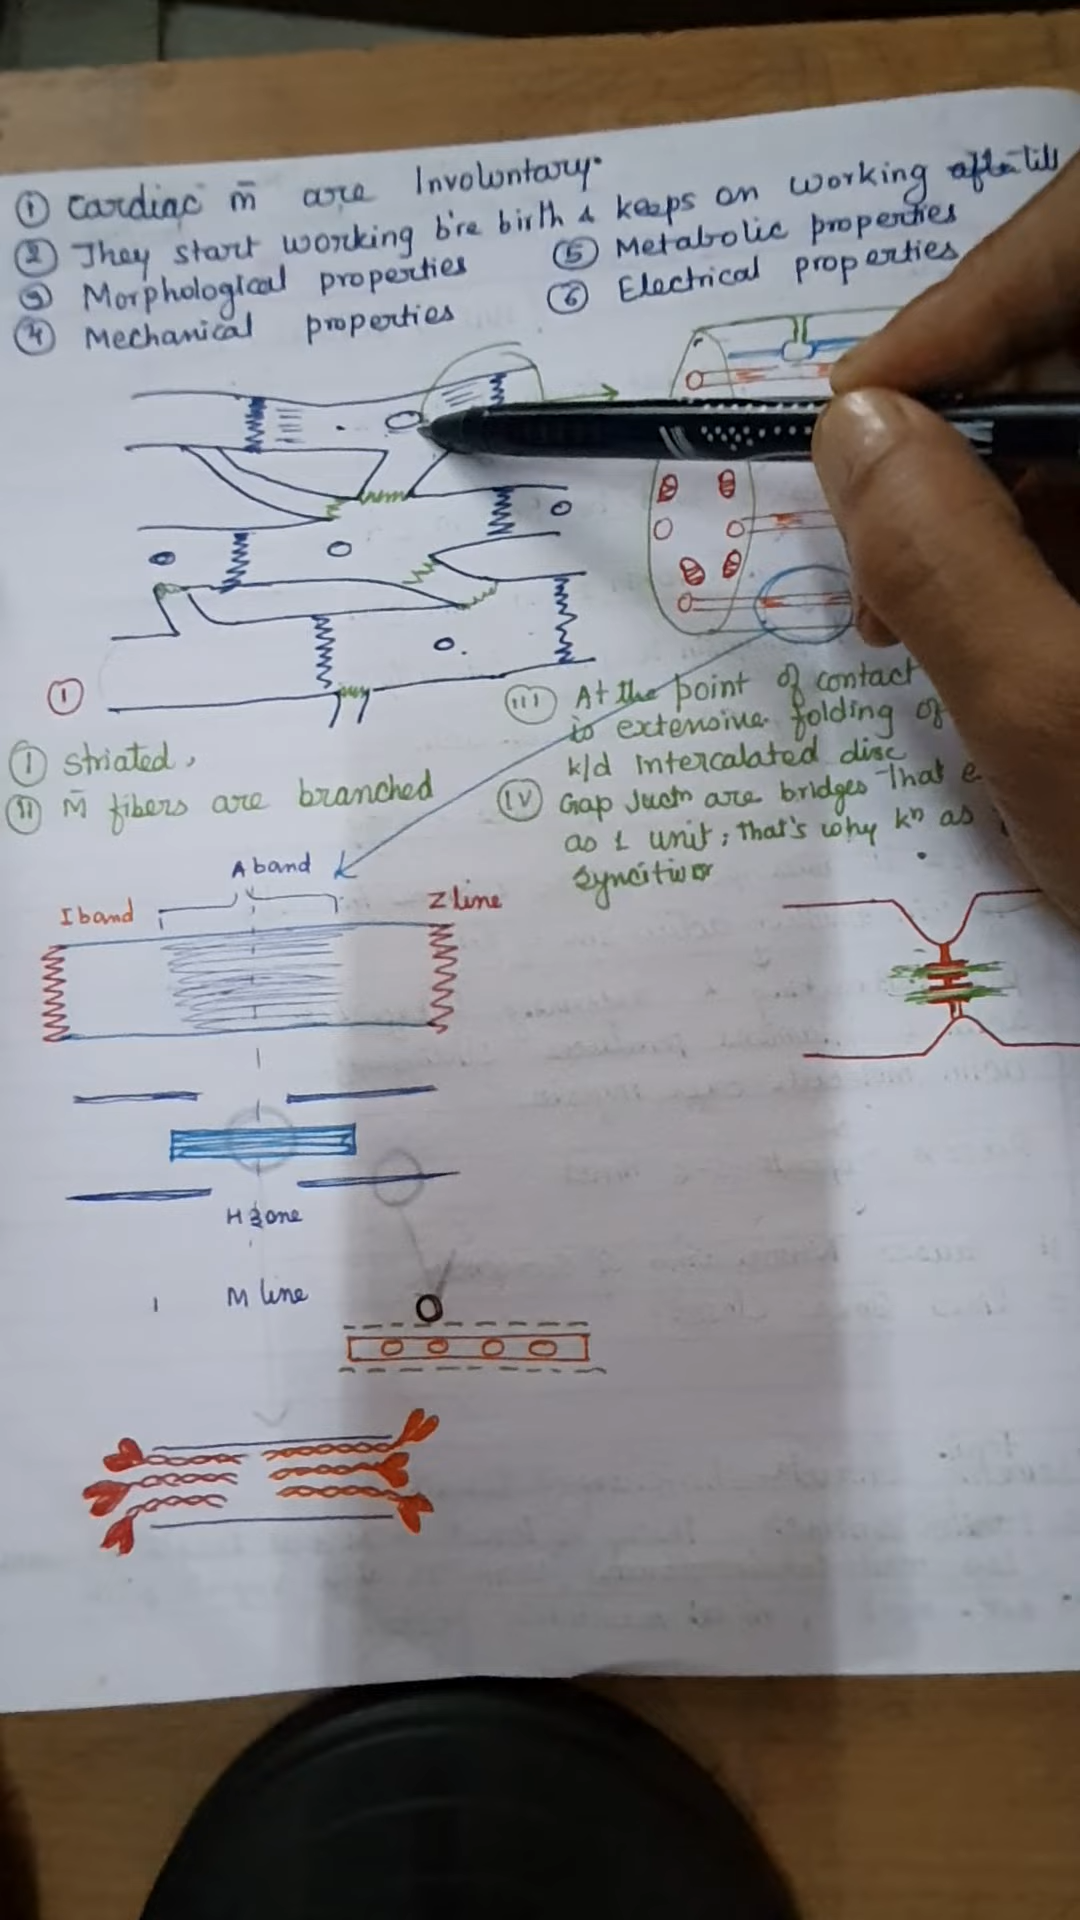 ① Cardiac m̄ are Involuntary.
② They start working b're birth & keeps on working after till
③ Morphological properties
④ Mechanical properties
⑤ Metabolic properties
⑥ Electrical properties
①
Ⓘ striated,
ⓘⓘ m̄ fibers are branched
ⓘⓘⓘ At the point of contact
is extensive folding of
k/d Intercalated disc
ⓘⓥ Gap Juctn are bridges that e
as 1 unit; that's why kn as
A band
I band
Z line
H zone
M line